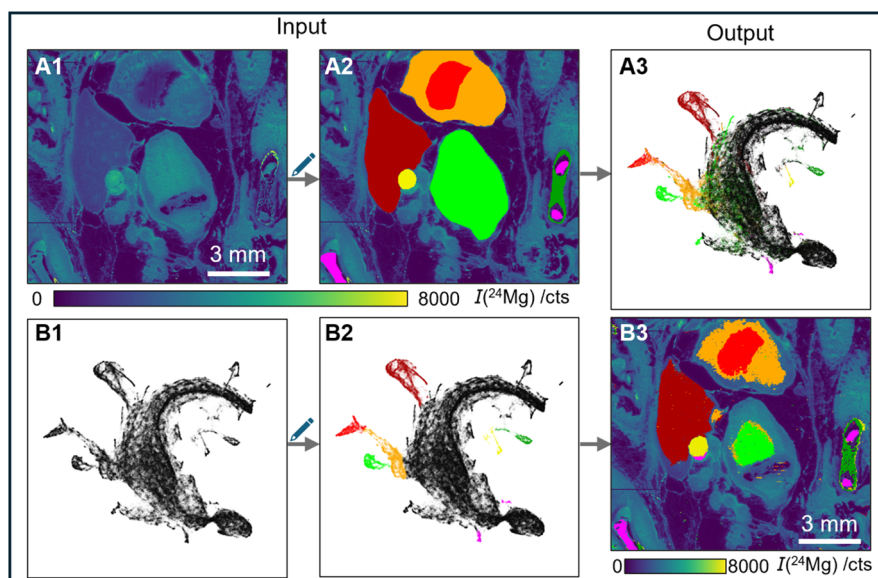 Input
Output
A1
A2
A3
3 mm
0
8000 I(²⁴Mg) /cts
B1
B2
B3
3 mm
0
8000 I(²⁴Mg) /cts